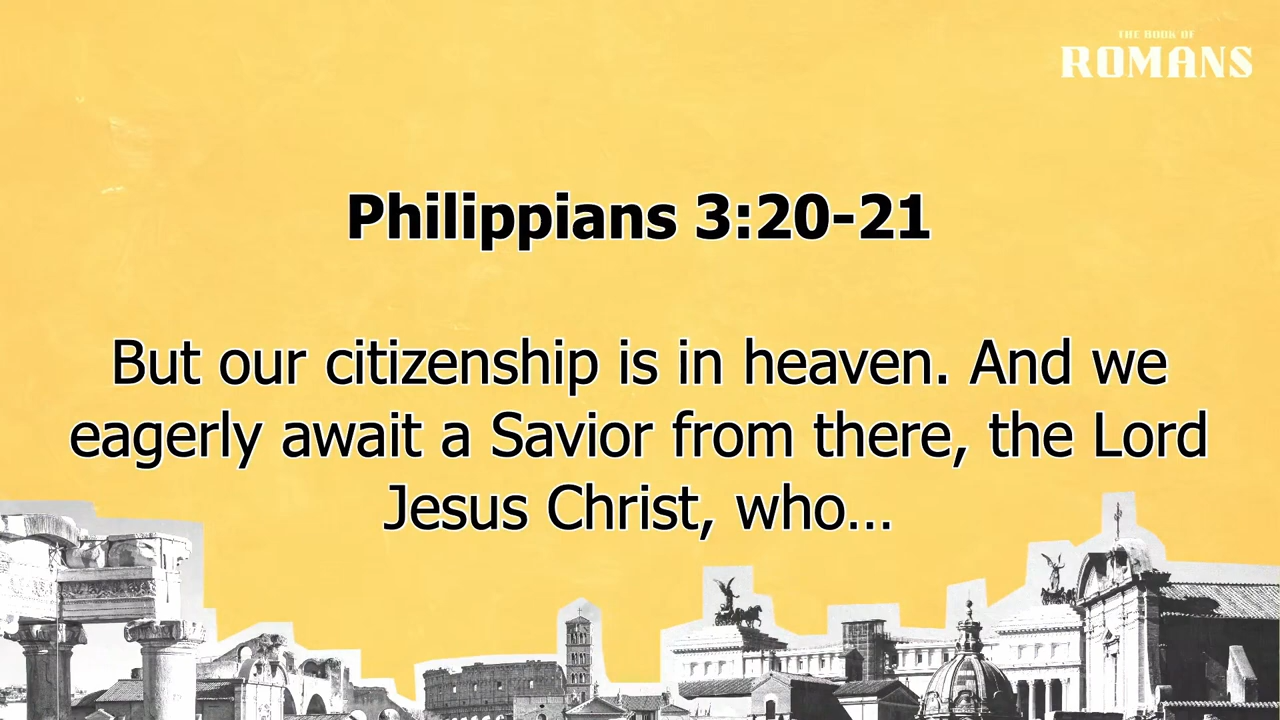 THE BOOK OF
ROMANS
Philippians 3:20-21
But our citizenship is in heaven. And we
eagerly await a Savior from there, the Lord
Jesus Christ, who...